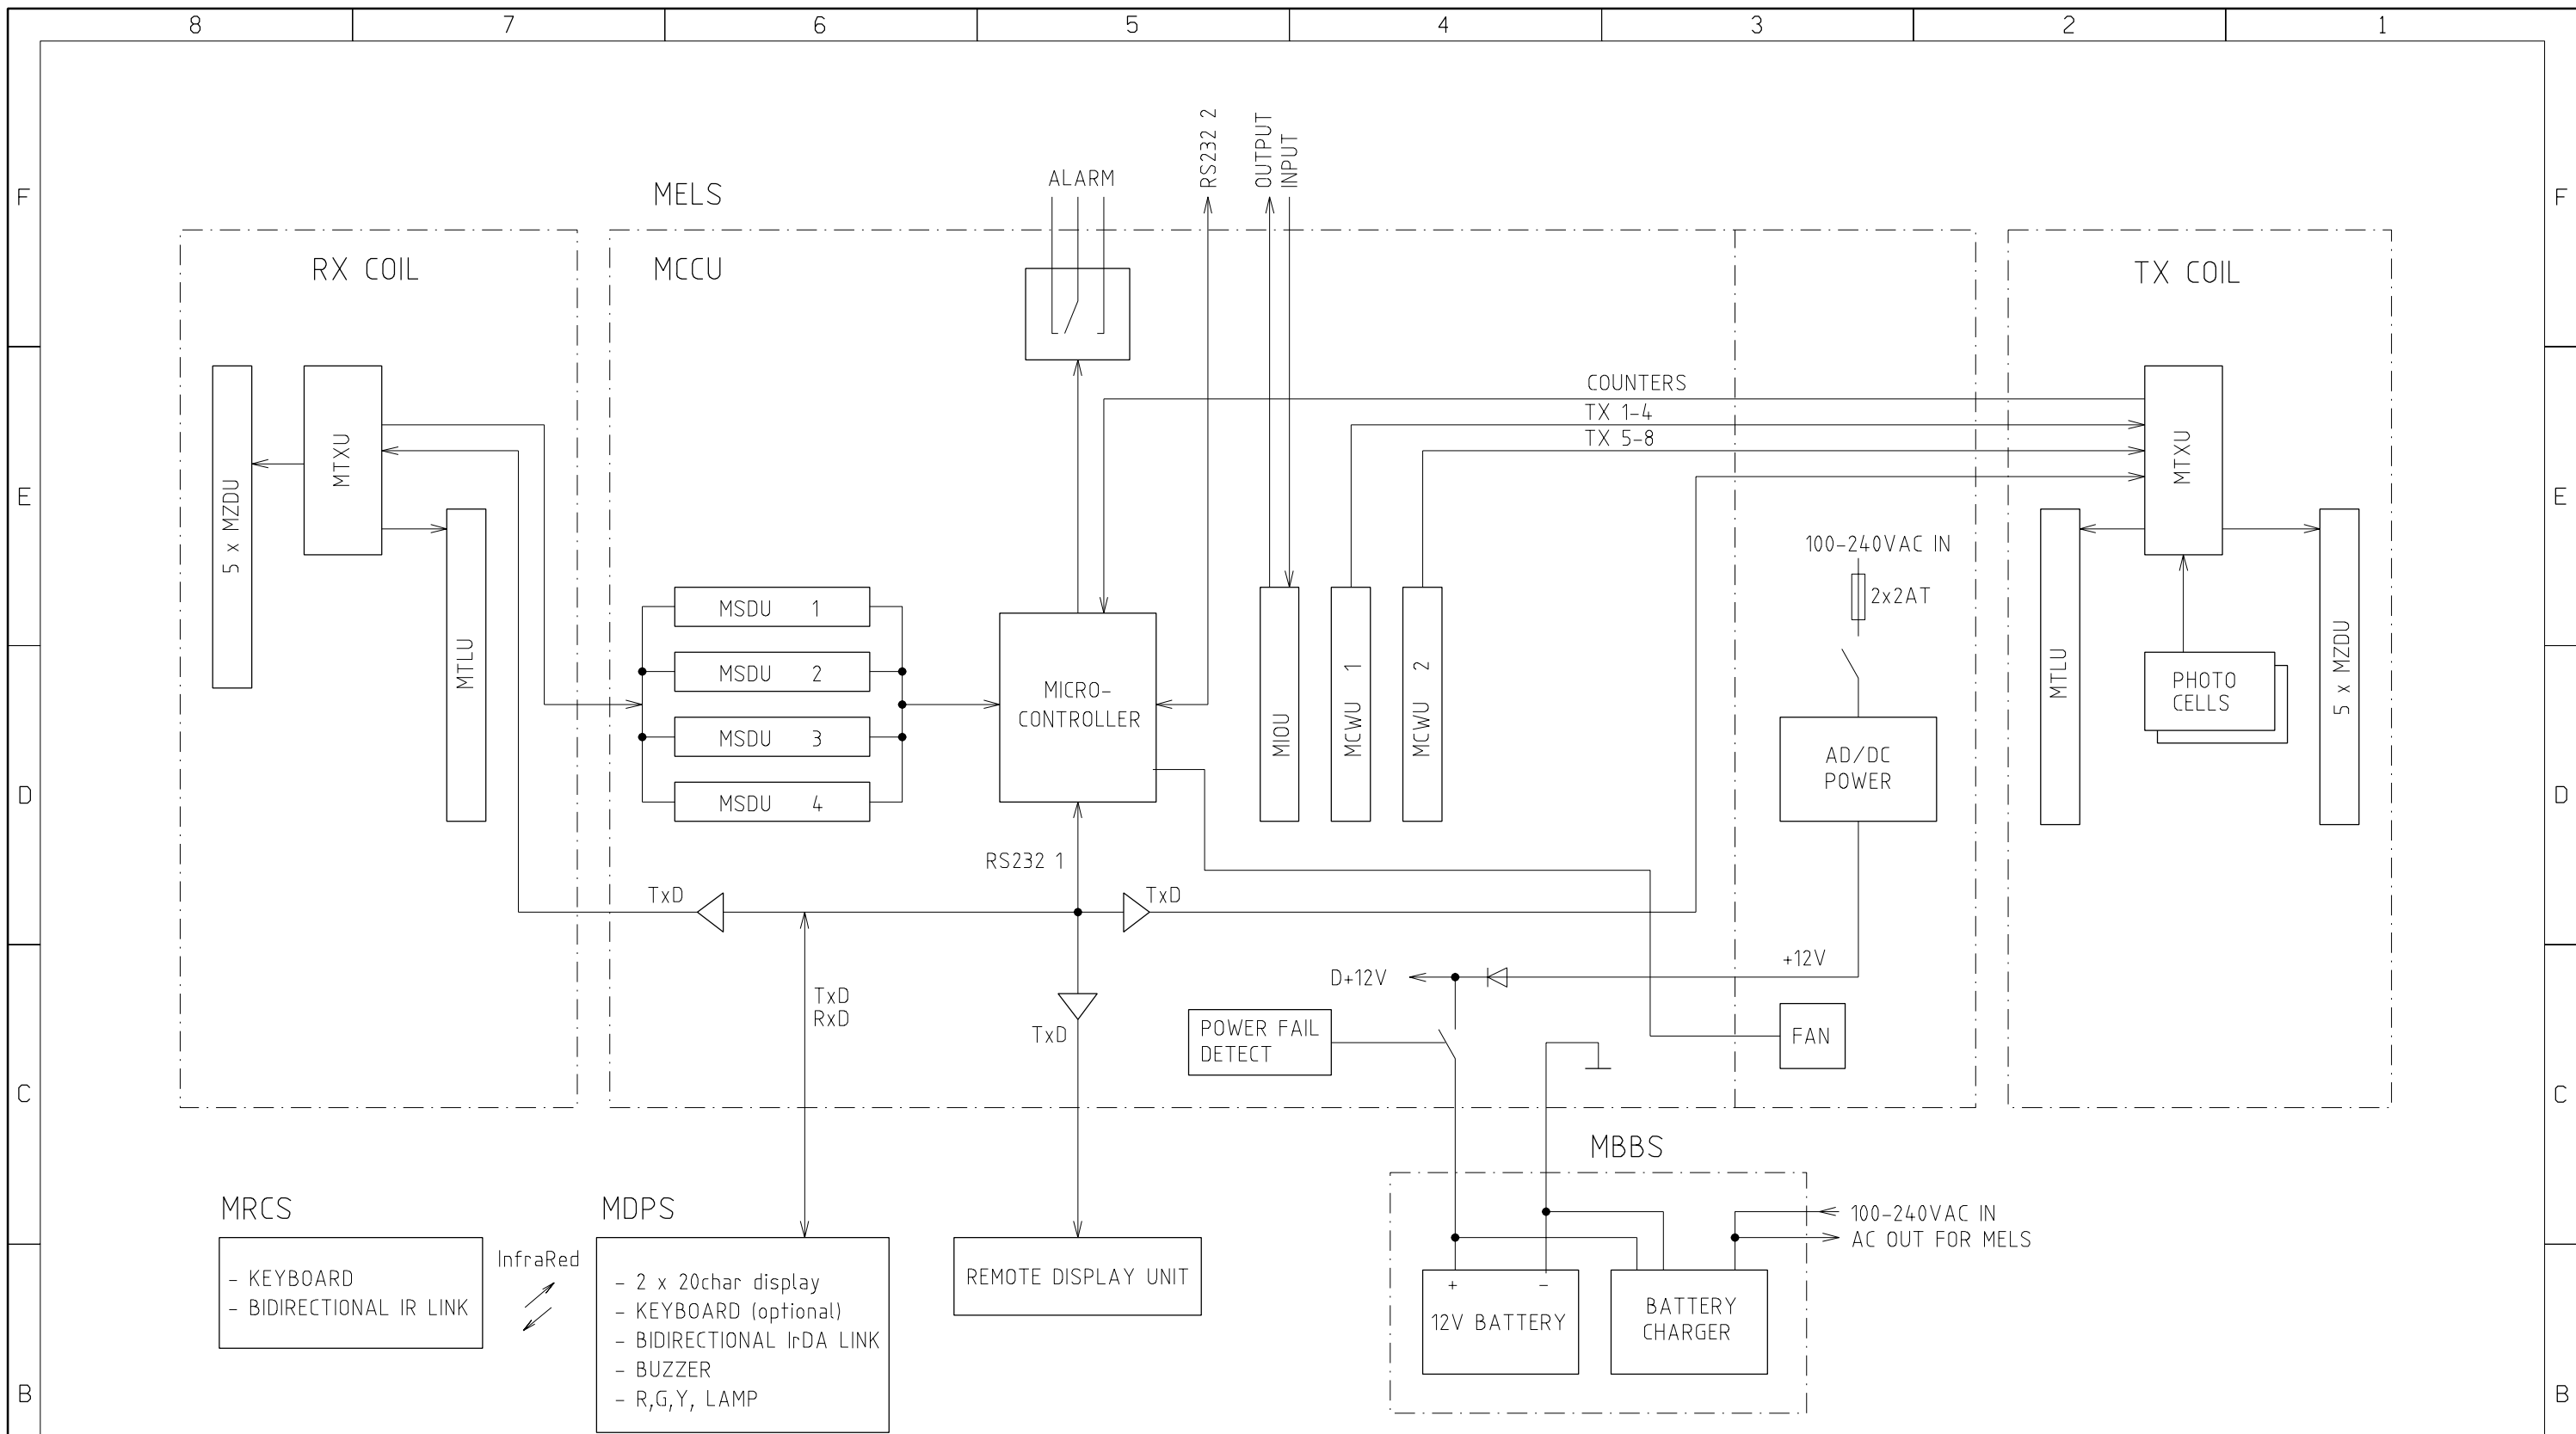 8 7 6 5 4 3 2 1
F
F
E
E
D
D
C
C
B
B
MELS
ALARM
RS232 2
OUTPUT
INPUT
RX COIL
MCCU
TX COIL
5 x MZDU
MTXU
MTLU
COUNTERS
TX 1-4
TX 5-8
MTXU
100-240VAC IN
2x2AT
MSDU 1
MSDU 2
MSDU 3
MSDU 4
MICRO-
CONTROLLER
MIOU
MCWU 1
MCWU 2
AD/DC
POWER
MTLU
PHOTO
CELLS
5 x MZDU
RS232 1
TxD
TxD
TxD
RxD
TxD
D+12V
+12V
POWER FAIL
DETECT
FAN
MBBS
MRCS
- KEYBOARD
- BIDIRECTIONAL IR LINK
InfraRed
MDPS
- 2 x 20char display
- KEYBOARD (optional)
- BIDIRECTIONAL IrDA LINK
- BUZZER
- R,G,Y, LAMP
REMOTE DISPLAY UNIT
+ -
12V BATTERY
BATTERY
CHARGER
100-240VAC IN
AC OUT FOR MELS